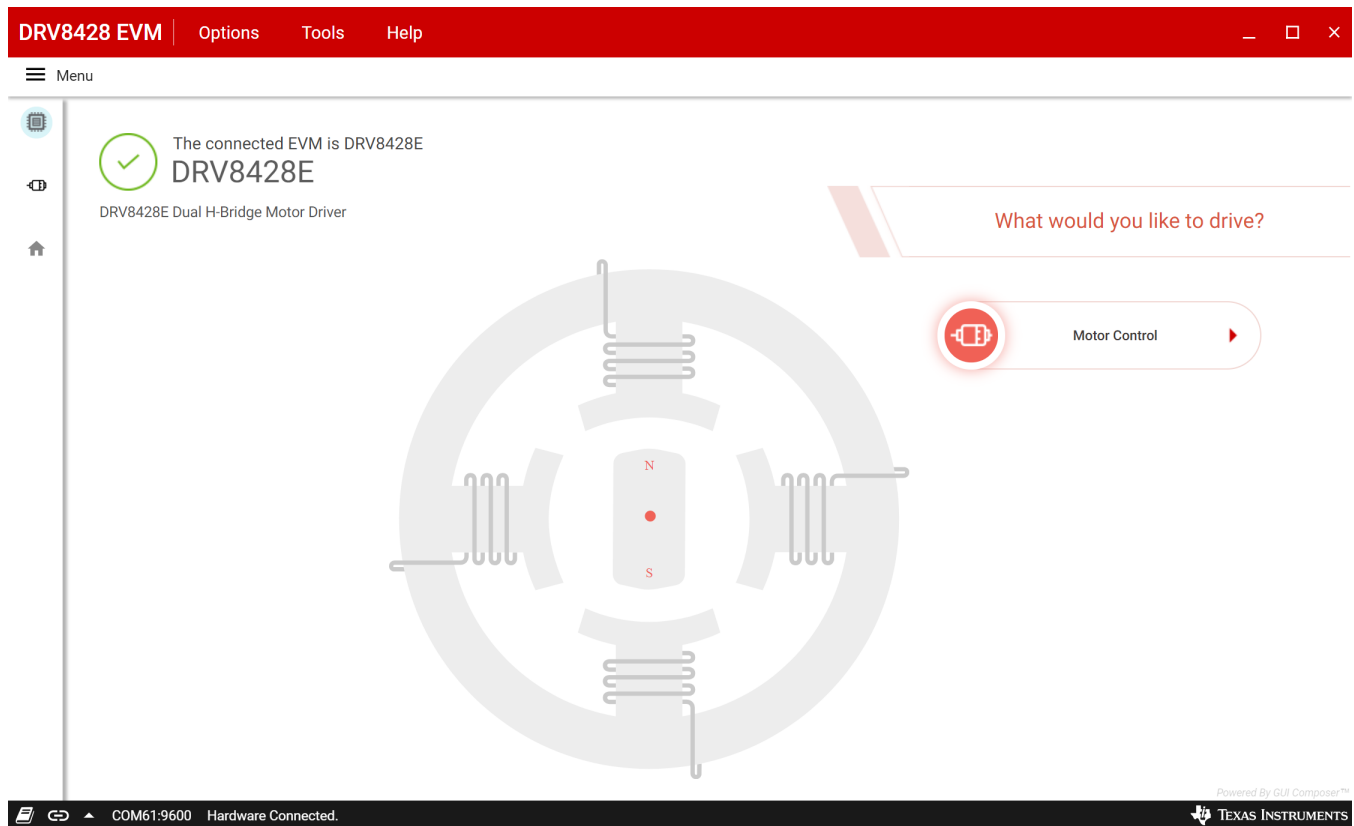 DRV8428 EVM Options Tools Help
Menu
The connected EVM is DRV8428E
DRV8428E
DRV8428E Dual H-Bridge Motor Driver
What would you like to drive?
Motor Control
N
S
Powered By GUI Composer™
COM61:9600 Hardware Connected.
TEXAS INSTRUMENTS